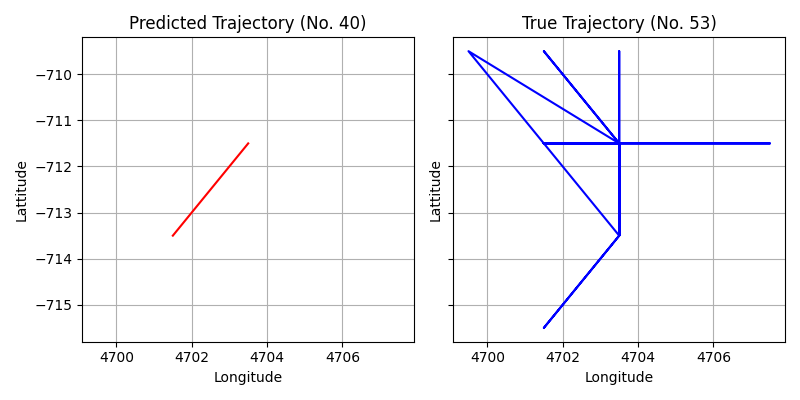 Predicted Trajectory (No. 40)
True Trajectory (No. 53)
−710
−711
−712
−713
−714
−715
Lattitude
Lattitude
4700 4702 4704 4706
4700 4702 4704 4706
Longitude
Longitude